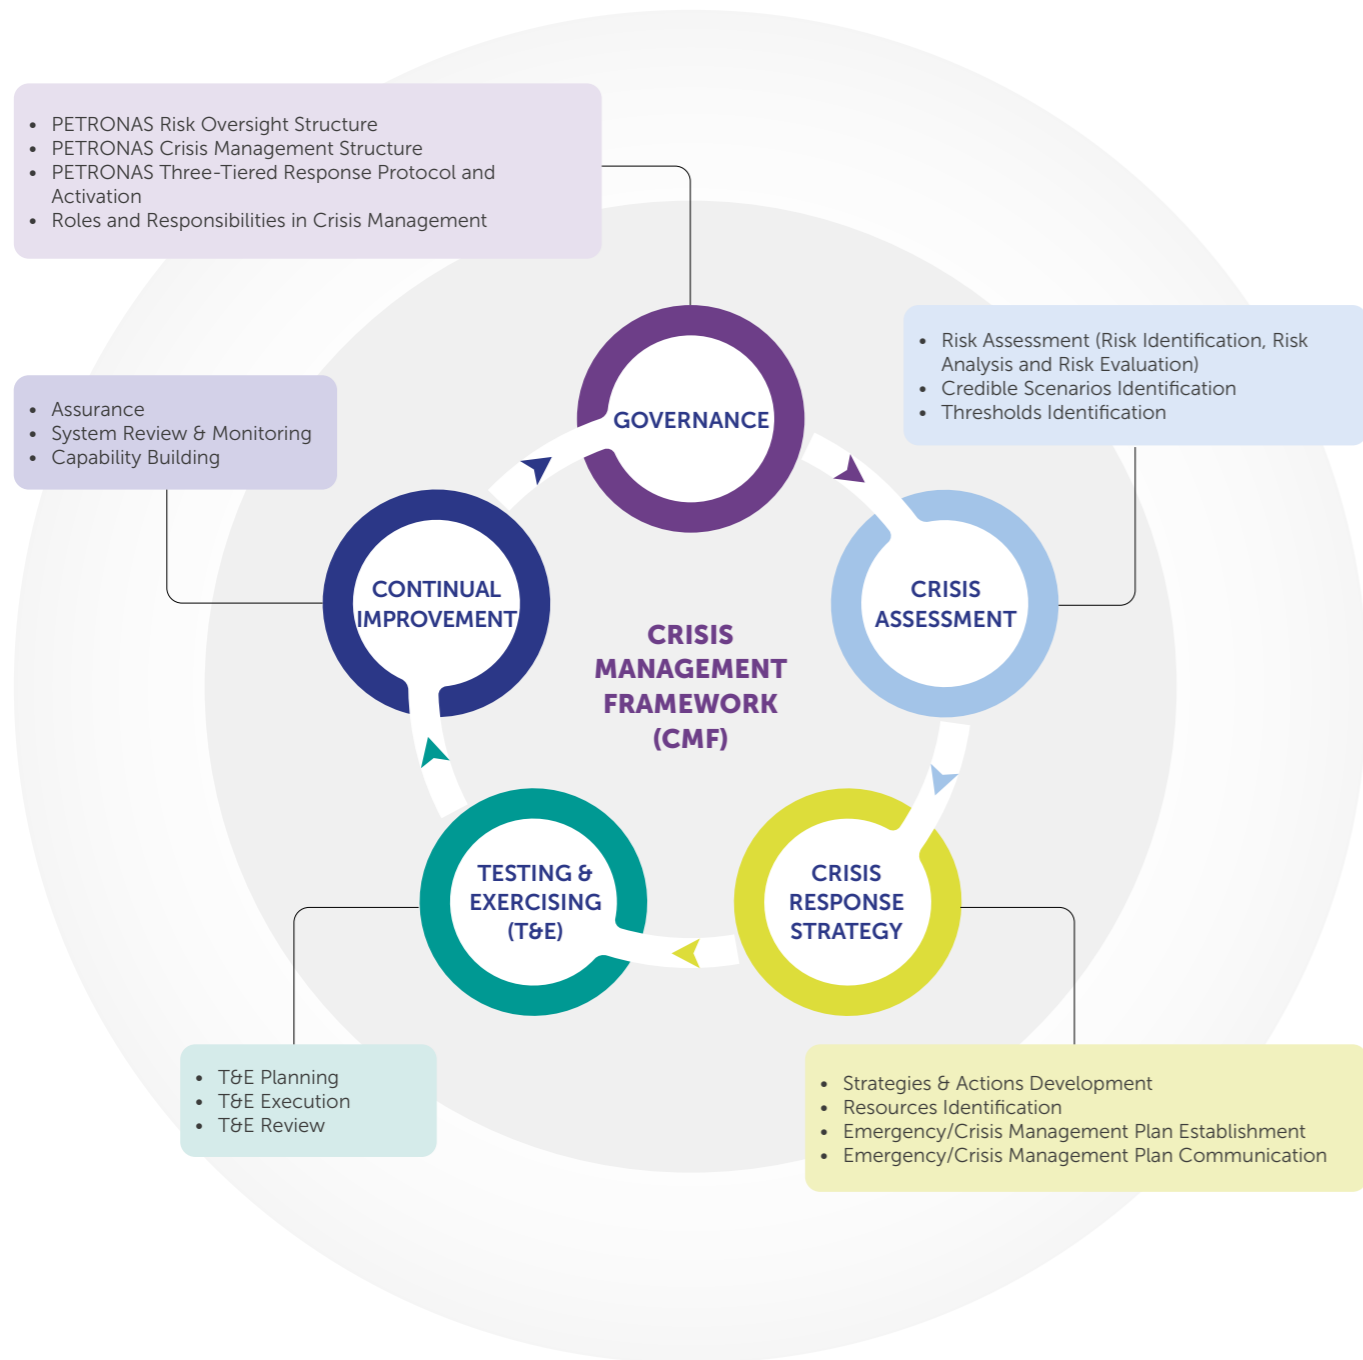 • PETRONAS Risk Oversight Structure
• PETRONAS Crisis Management Structure
• PETRONAS Three-Tiered Response Protocol and
Activation
• Roles and Responsibilities in Crisis Management
• Risk Assessment (Risk Identification, Risk
Analysis and Risk Evaluation)
• Credible Scenarios Identification
• Thresholds Identification
• Assurance
• System Review & Monitoring
• Capability Building
GOVERNANCE
CONTINUAL
IMPROVEMENT
CRISIS
ASSESSMENT
CRISIS
MANAGEMENT
FRAMEWORK
(CMF)
TESTING &
EXERCISING
(T&E)
CRISIS
RESPONSE
STRATEGY
• T&E Planning
• T&E Execution
• T&E Review
• Strategies & Actions Development
• Resources Identification
• Emergency/Crisis Management Plan Establishment
• Emergency/Crisis Management Plan Communication